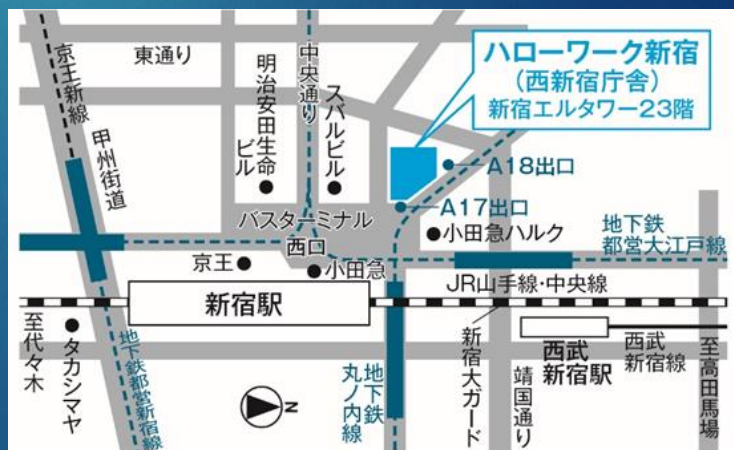 東通り
京王新線
甲州街道
明治安田生命
ビル
中央通り
スバルビル
ハローワーク新宿
(西新宿庁舎)
新宿エルタワー23階
A18出口
A17出口
バスターミナル
西口
小田急ハルク
地下鉄
都営大江戸線
京王
小田急
JR山手線・中央線
新宿駅
至代々木
タカシマヤ
地下鉄都営新宿線
N
地下鉄
丸ノ内線
新宿大ガード
靖国通り
西武
新宿駅
西武
新宿線
至高田馬場